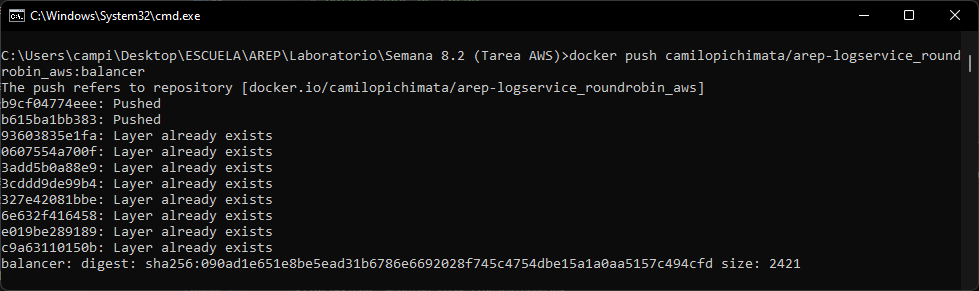 C:\Windows\System32\cmd.exe
C:\Users\campi\Desktop\ESCUELA\AREP\Laboratorio\Semana 8.2 (Tarea AWS)>docker push camilopichimata/arep-logservice_round
robin_aws:balancer
The push refers to repository [docker.io/camilopichimata/arep-logservice_roundrobin_aws]
b9cf04774eee: Pushed
b615ba1bb383: Pushed
93603835e1fa: Layer already exists
0607554a700f: Layer already exists
3add5b0a88e9: Layer already exists
3cddd9de99b4: Layer already exists
327e42081bbe: Layer already exists
6e632f416458: Layer already exists
e019be289189: Layer already exists
c9a63110150b: Layer already exists
balancer: digest: sha256:090ad1e651e8be5ead31b6786e6692028f745c4754dbe15a1a0aa5157c494cfd size: 2421